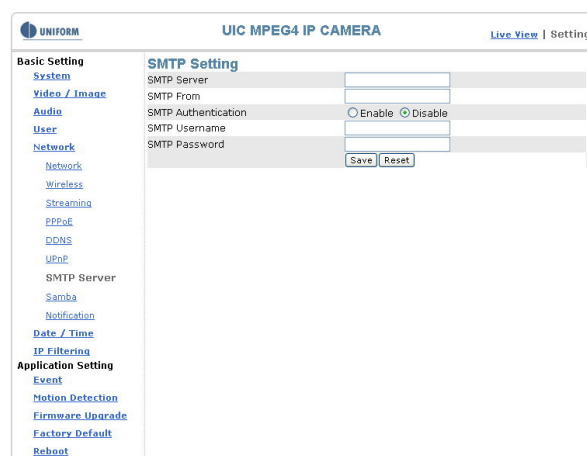 UNIFORM
UIC MPEG4 IP CAMERA
Live View | Setting
Basic Setting
System
Video / Image
Audio
User
Network
Network
Wireless
Streaming
PPPoE
DDNS
UPnP
SMTP Server
Samba
Notification
Date / Time
IP Filtering
Application Setting
Event
Motion Detection
Firmware Upgrade
Factory Default
Reboot
SMTP Setting
SMTP Server
SMTP From
SMTP Authentication Enable Disable
SMTP Username
SMTP Password
Save Reset